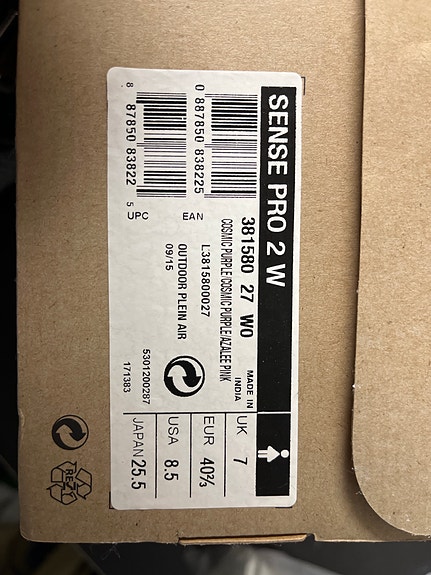 SENSE PRO 2 W
381580 27 W0
COSMIC PURPLE/COSMIC PURPLE/AZALEE PINK
MADE IN
INDIA
L3815800027
OUTDOOR PLEIN AIR
09/15
5301200287
171383
0 887850 838225
EAN
8 87850 83822 5
UPC
UK 7
EUR 40⅔
USA 8.5
JAPAN 25.5